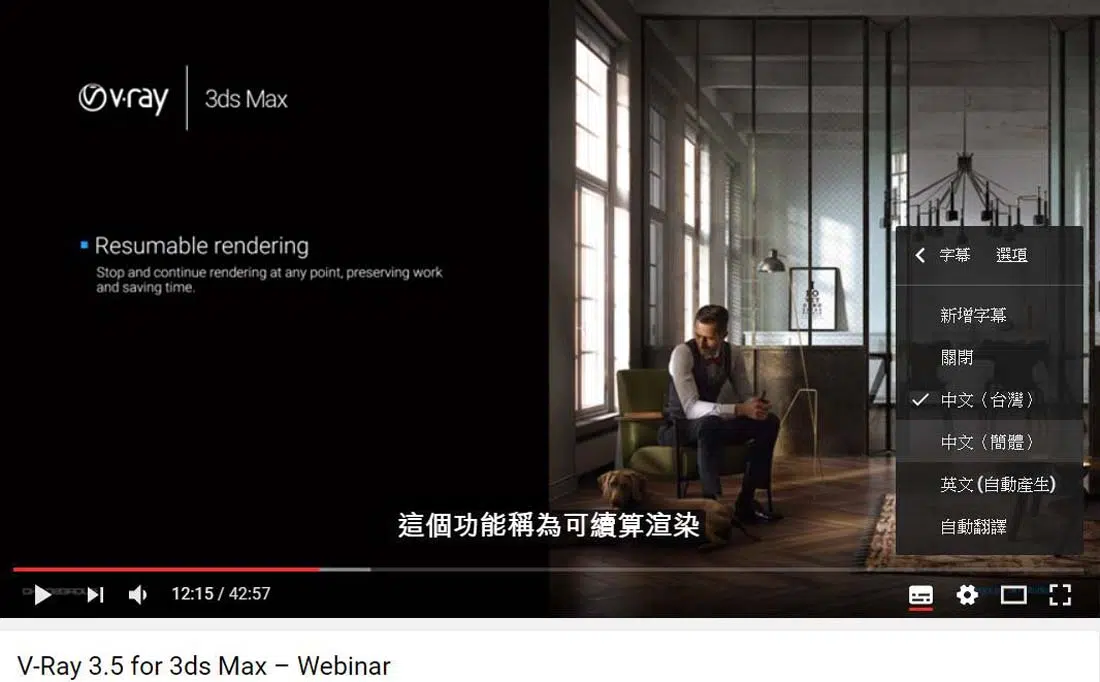 v·ray
3ds Max
Resumable rendering
Stop and continue rendering at any point, preserving work
and saving time.
字幕 選項
新增字幕
關閉
中文（台灣）
中文（簡體）
英文 (自動產生)
自動翻譯
這個功能稱為可續算渲染
12:15 / 42:57
V-Ray 3.5 for 3ds Max – Webinar